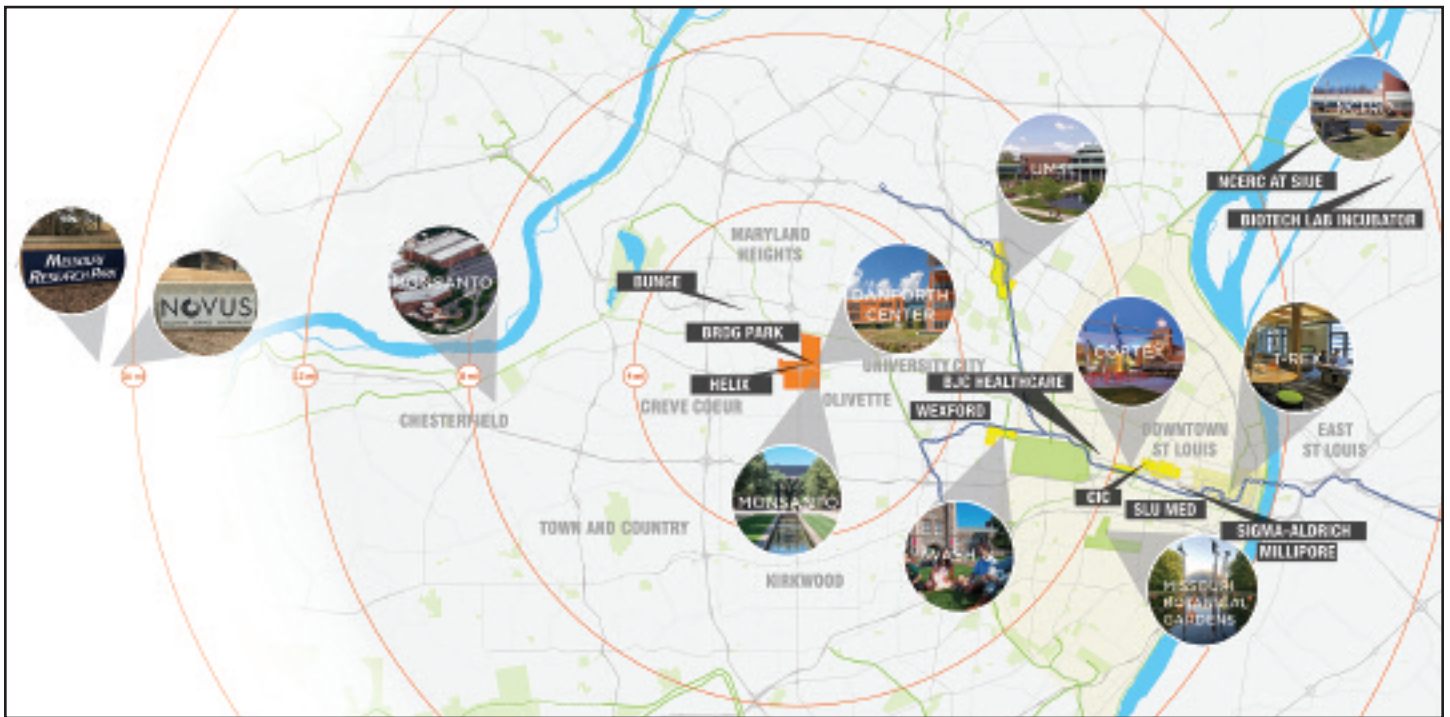 NCERC AT SIUE
BIOTECH LAB INCUBATOR
UMSL
MARYLAND
HEIGHTS
MISSOURI
RESEARCH PARK
NOVUS
MONSANTO
BUNGE
DANFORTH
CENTER
BRDG PARK
HELIX
UNIVERSITY CITY
BJC HEALTHCARE
CORTEX
T-REX
CREVE COEUR
OLIVETTE
WEXFORD
CHESTERFIELD
DOWNTOWN
ST LOUIS
EAST
ST LOUIS
MONSANTO
CIC
SLU MED
SIGMA-ALDRICH
MILLIPORE
TOWN AND COUNTRY
KIRKWOOD
WASH U
MISSOURI
BOTANICAL
GARDENS